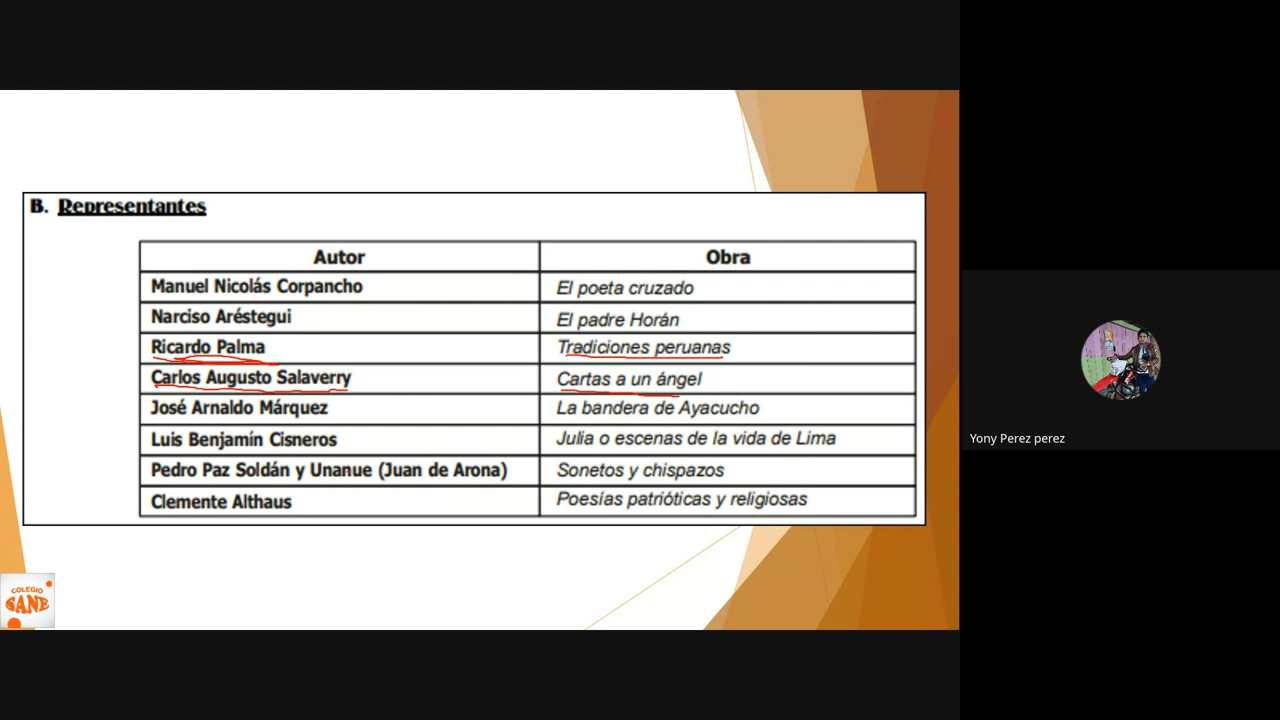 B. Representantes
Autor Obra
Manuel Nicolás Corpancho El poeta cruzado
Narciso Aréstegui El padre Horán
Ricardo Palma Tradiciones peruanas
Carlos Augusto Salaverry Cartas a un ángel
José Arnaldo Márquez La bandera de Ayacucho
Luis Benjamín Cisneros Julia o escenas de la vida de Lima
Pedro Paz Soldán y Unanue (Juan de Arona) Sonetos y chispazos
Clemente Althaus Poesías patrióticas y religiosas
COLEGIO
SANE
Yony Perez perez